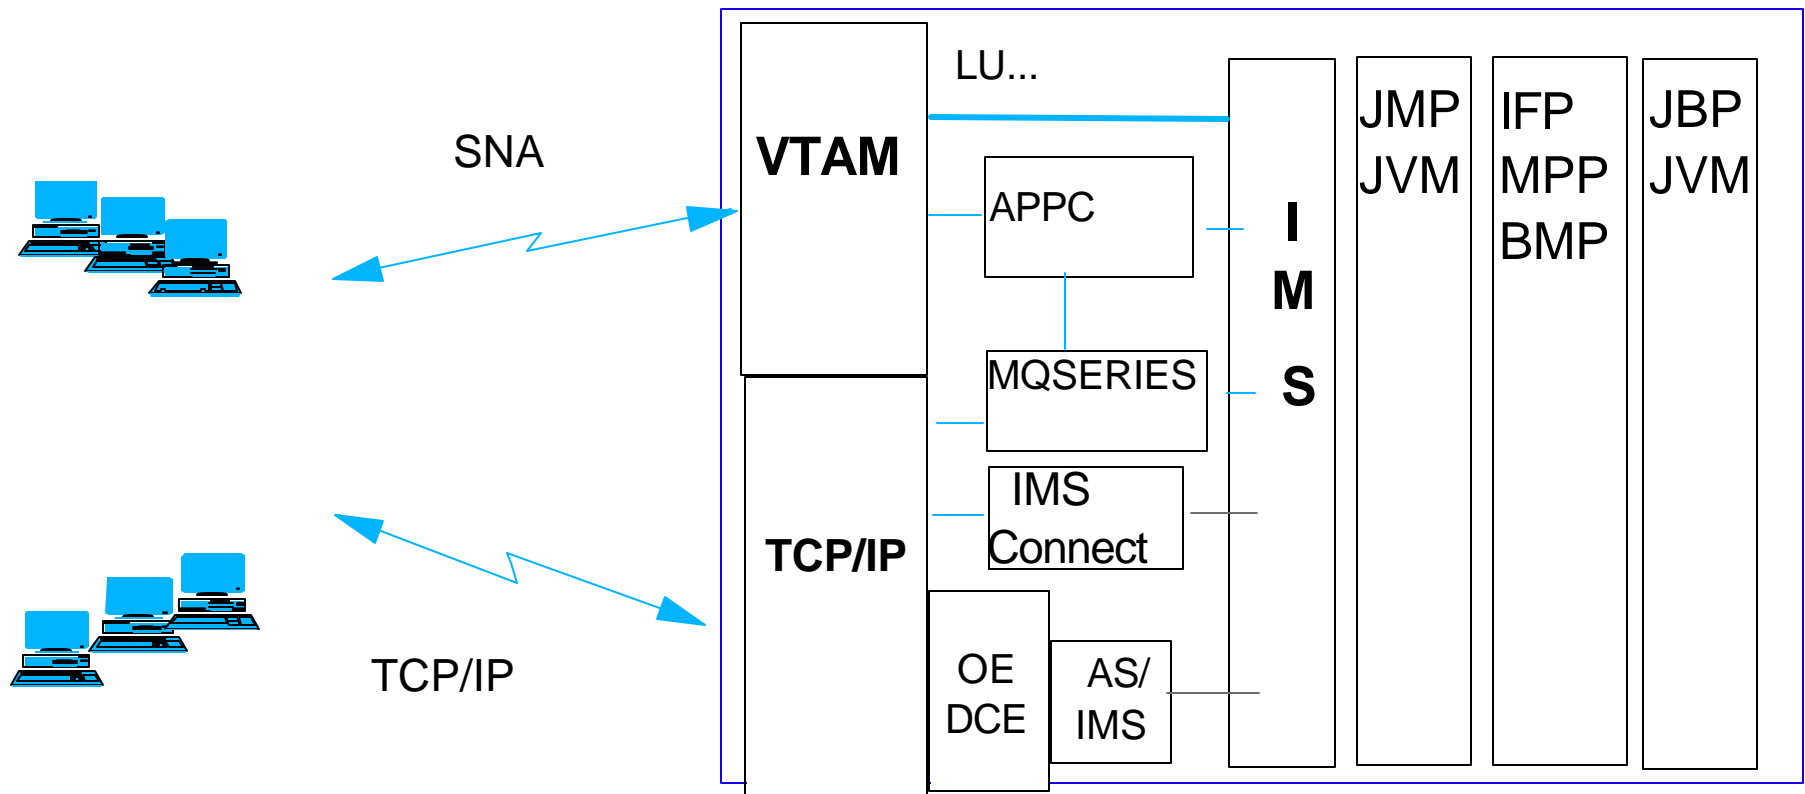 SNA
TCP/IP
VTAM
TCP/IP
LU...
APPC
MQSERIES
IMS
Connect
OE
DCE
AS/
IMS
I
M
S
JMP
JVM
IFP
MPP
BMP
JBP
JVM